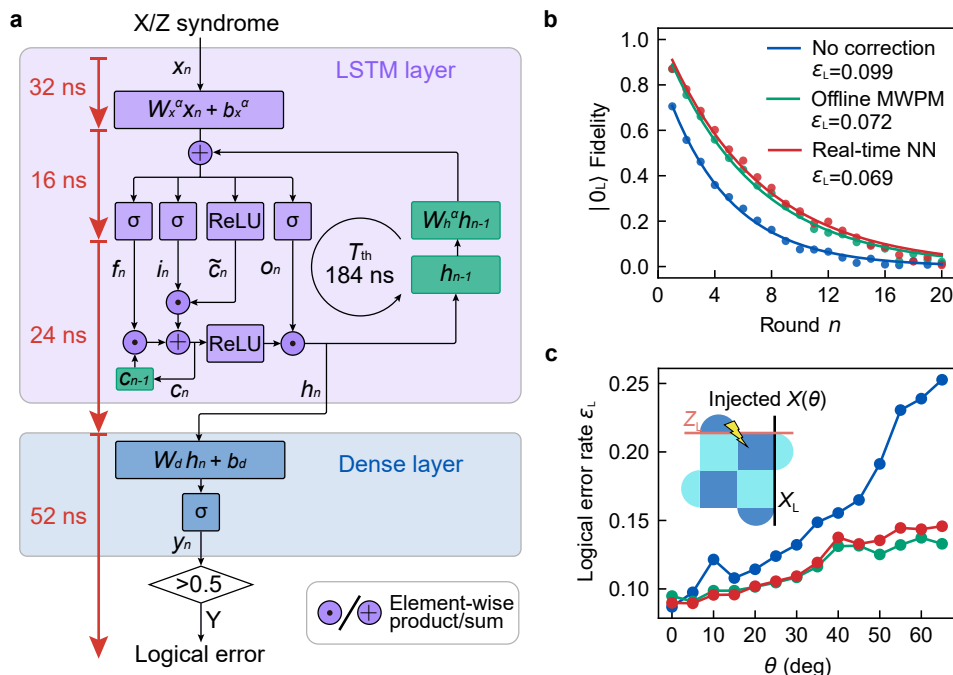 a
X/Z syndrome
xₙ
LSTM layer
32 ns
Wₓᵅxₙ + bₓᵅ
16 ns
σ
σ
ReLU
σ
fₙ
iₙ
c̃ₙ
oₙ
Tth
184 ns
Wₕᵅhₙ₋₁
hₙ₋₁
24 ns
ReLU
cₙ₋₁
cₙ
hₙ
Wd hₙ + bd
Dense layer
52 ns
σ
yₙ
>0.5
Y
Logical error
Element-wise
product/sum
b
|0L⟩ Fidelity
1.0
0.8
0.6
0.4
0.2
0.0
No correction
εL=0.099
Offline MWPM
εL=0.072
Real-time NN
εL=0.069
0 4 8 12 16 20
Round n
c
Logical error rate εL
0.25
0.20
0.15
0.10
Injected X(θ)
ZL
XL
0 10 20 30 40 50 60
θ (deg)